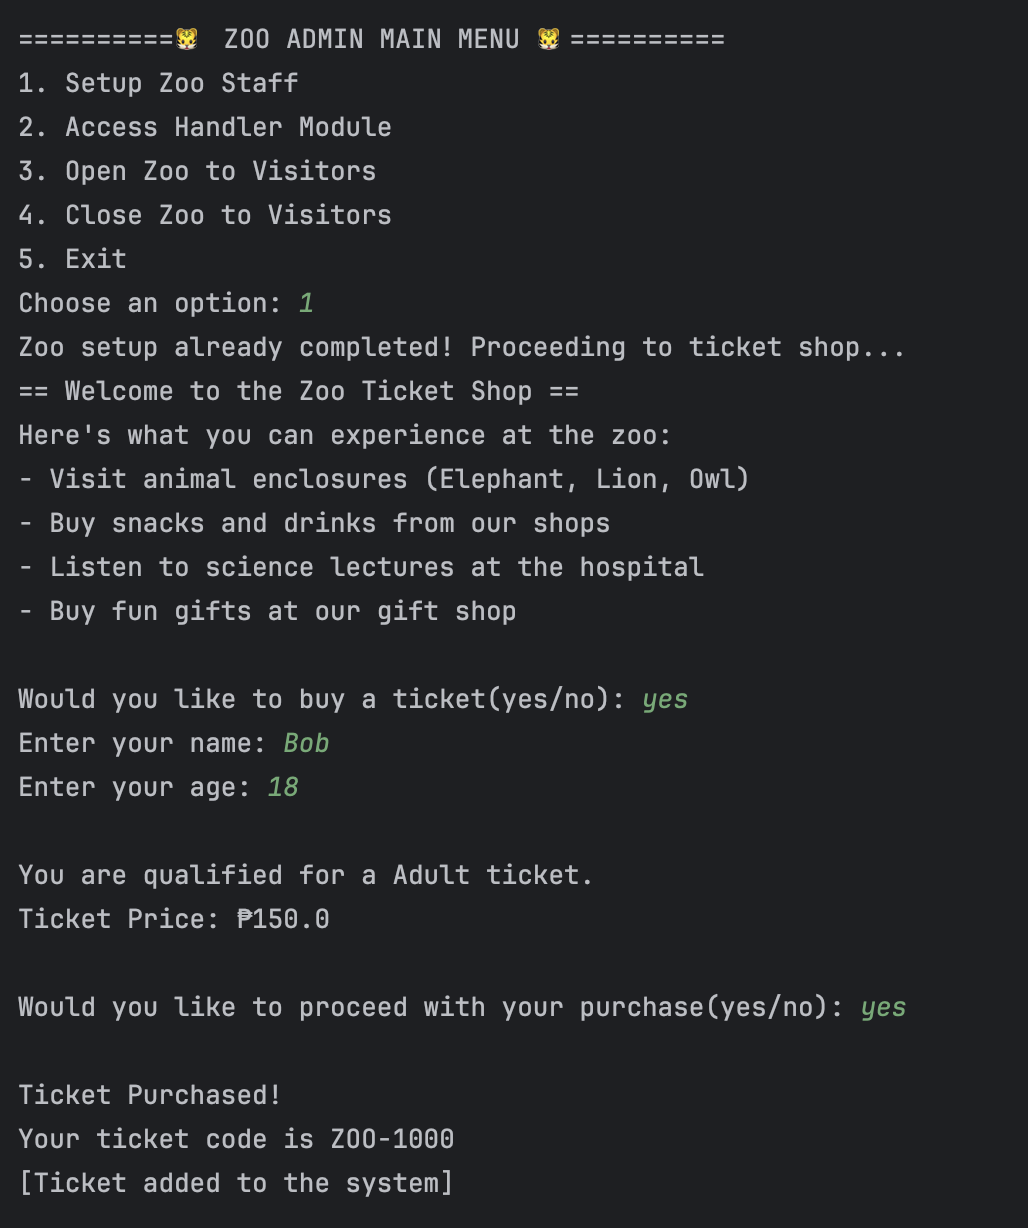 ==========🐯 ZOO ADMIN MAIN MENU 🐯==========
1. Setup Zoo Staff
2. Access Handler Module
3. Open Zoo to Visitors
4. Close Zoo to Visitors
5. Exit
Choose an option: 1
Zoo setup already completed! Proceeding to ticket shop...
== Welcome to the Zoo Ticket Shop ==
Here's what you can experience at the zoo:
- Visit animal enclosures (Elephant, Lion, Owl)
- Buy snacks and drinks from our shops
- Listen to science lectures at the hospital
- Buy fun gifts at our gift shop
Would you like to buy a ticket(yes/no): yes
Enter your name: Bob
Enter your age: 18
You are qualified for a Adult ticket.
Ticket Price: ₱150.0
Would you like to proceed with your purchase(yes/no): yes
Ticket Purchased!
Your ticket code is ZOO-1000
[Ticket added to the system]